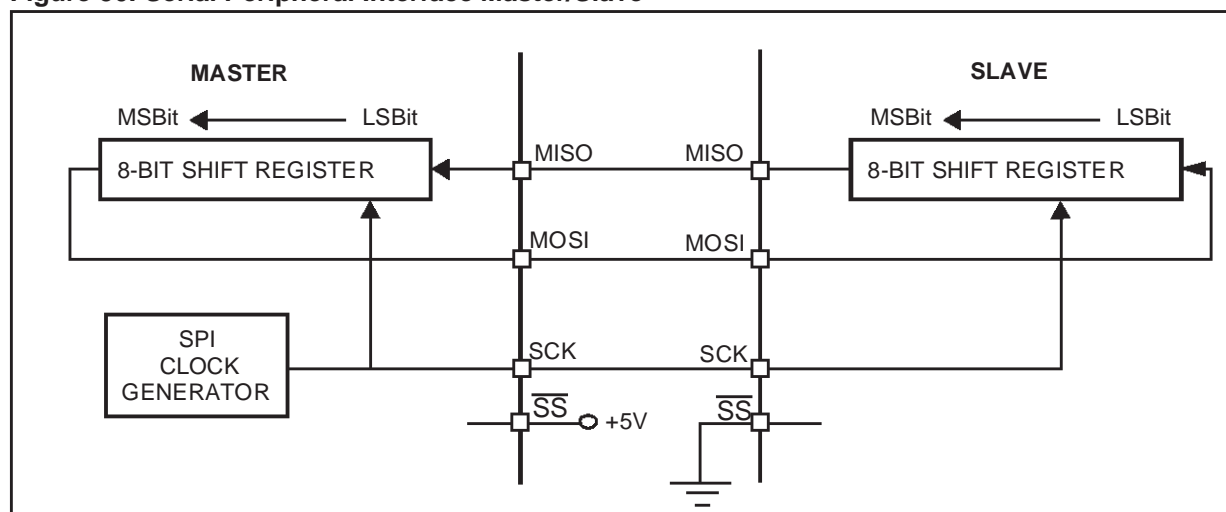 MASTER
SLAVE
MSBit LSBit
MSBit LSBit
8-BIT SHIFT REGISTER
MISO MISO
8-BIT SHIFT REGISTER
MOSI MOSI
SPI
CLOCK
GENERATOR
SCK SCK
SS +5V
SS